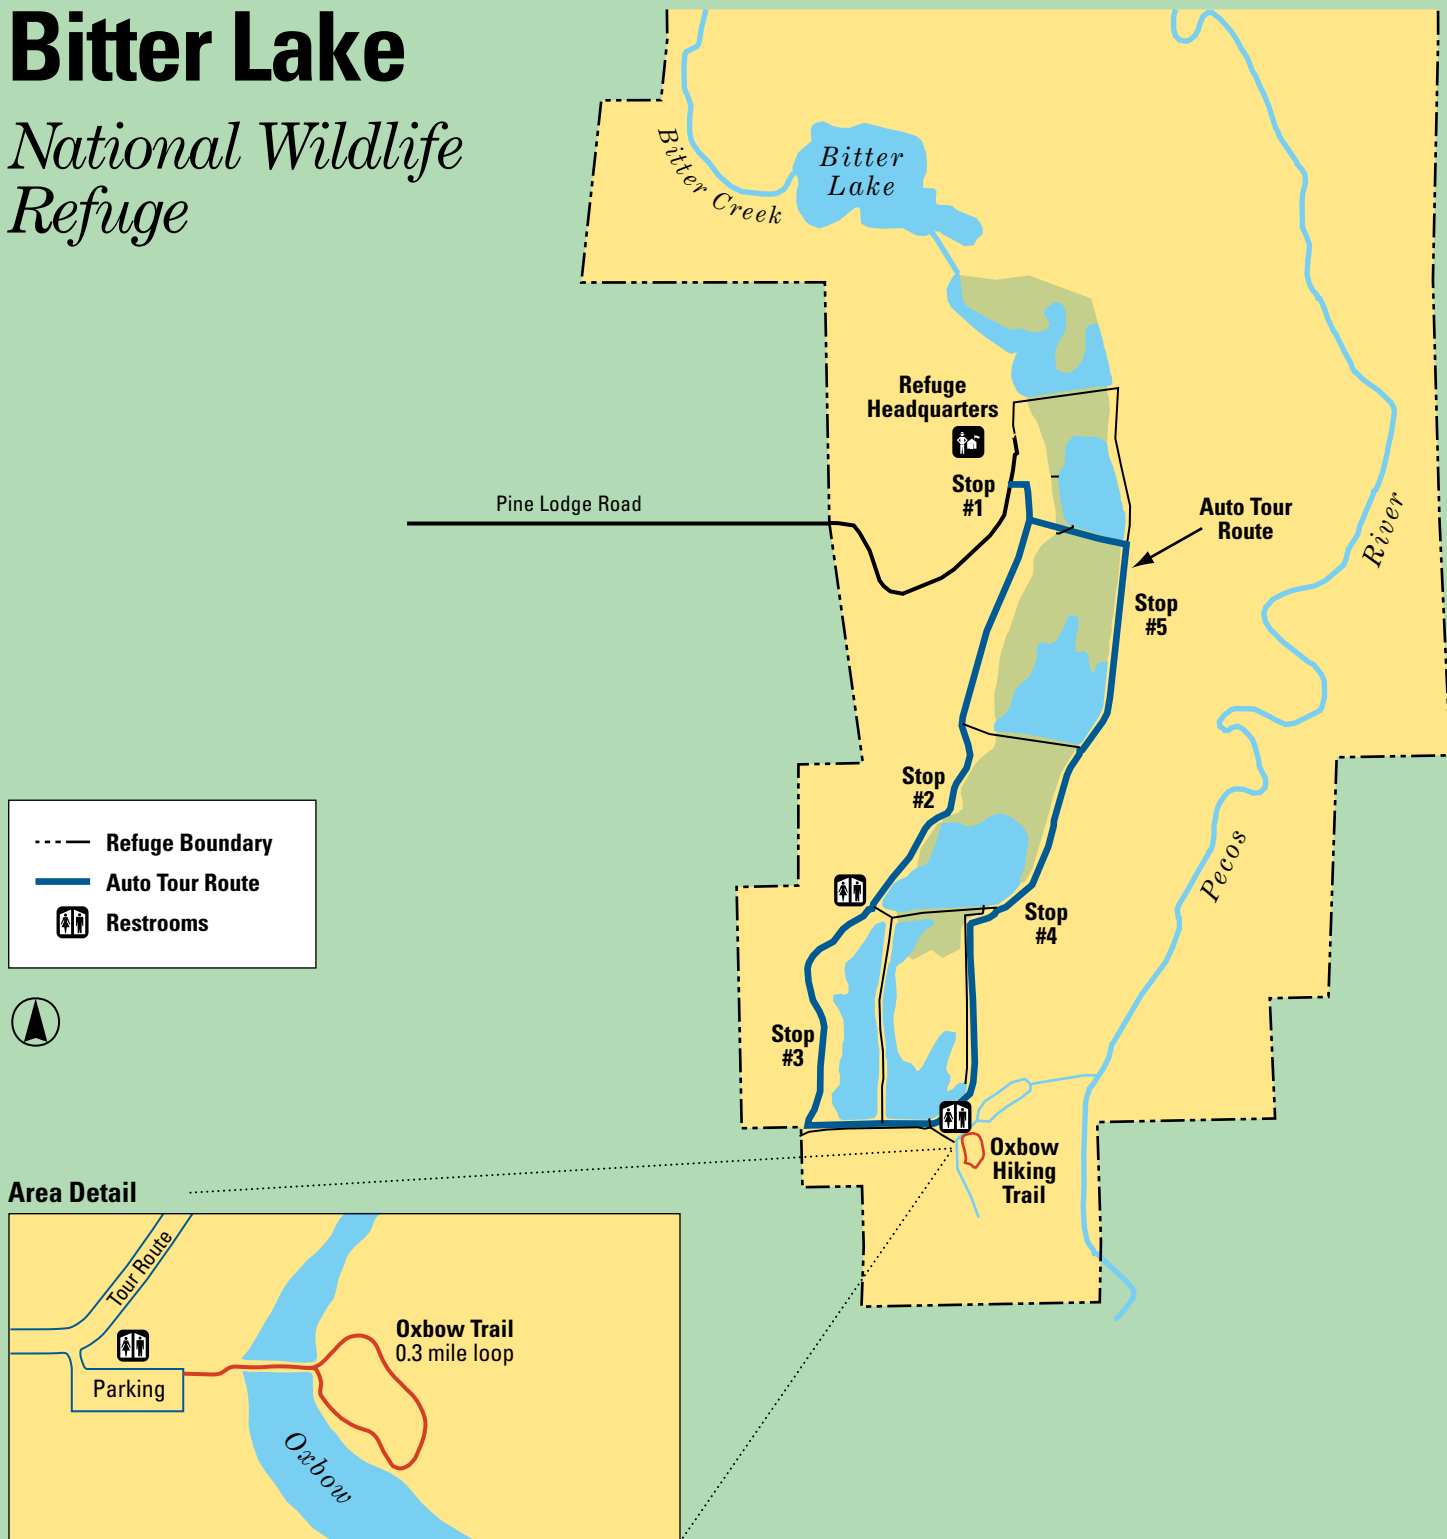 Bitter Lake
National Wildlife
Refuge
Bitter Creek
Bitter
Lake
Refuge
Headquarters
Stop
#1
Pine Lodge Road
Auto Tour
Route
River
Stop
#5
Stop
#2
Refuge Boundary
Auto Tour Route
Restrooms
Pecos
Stop
#4
Stop
#3
Oxbow
Hiking
Trail
Area Detail
Tour Route
Oxbow Trail
0.3 mile loop
Parking
Oxbow